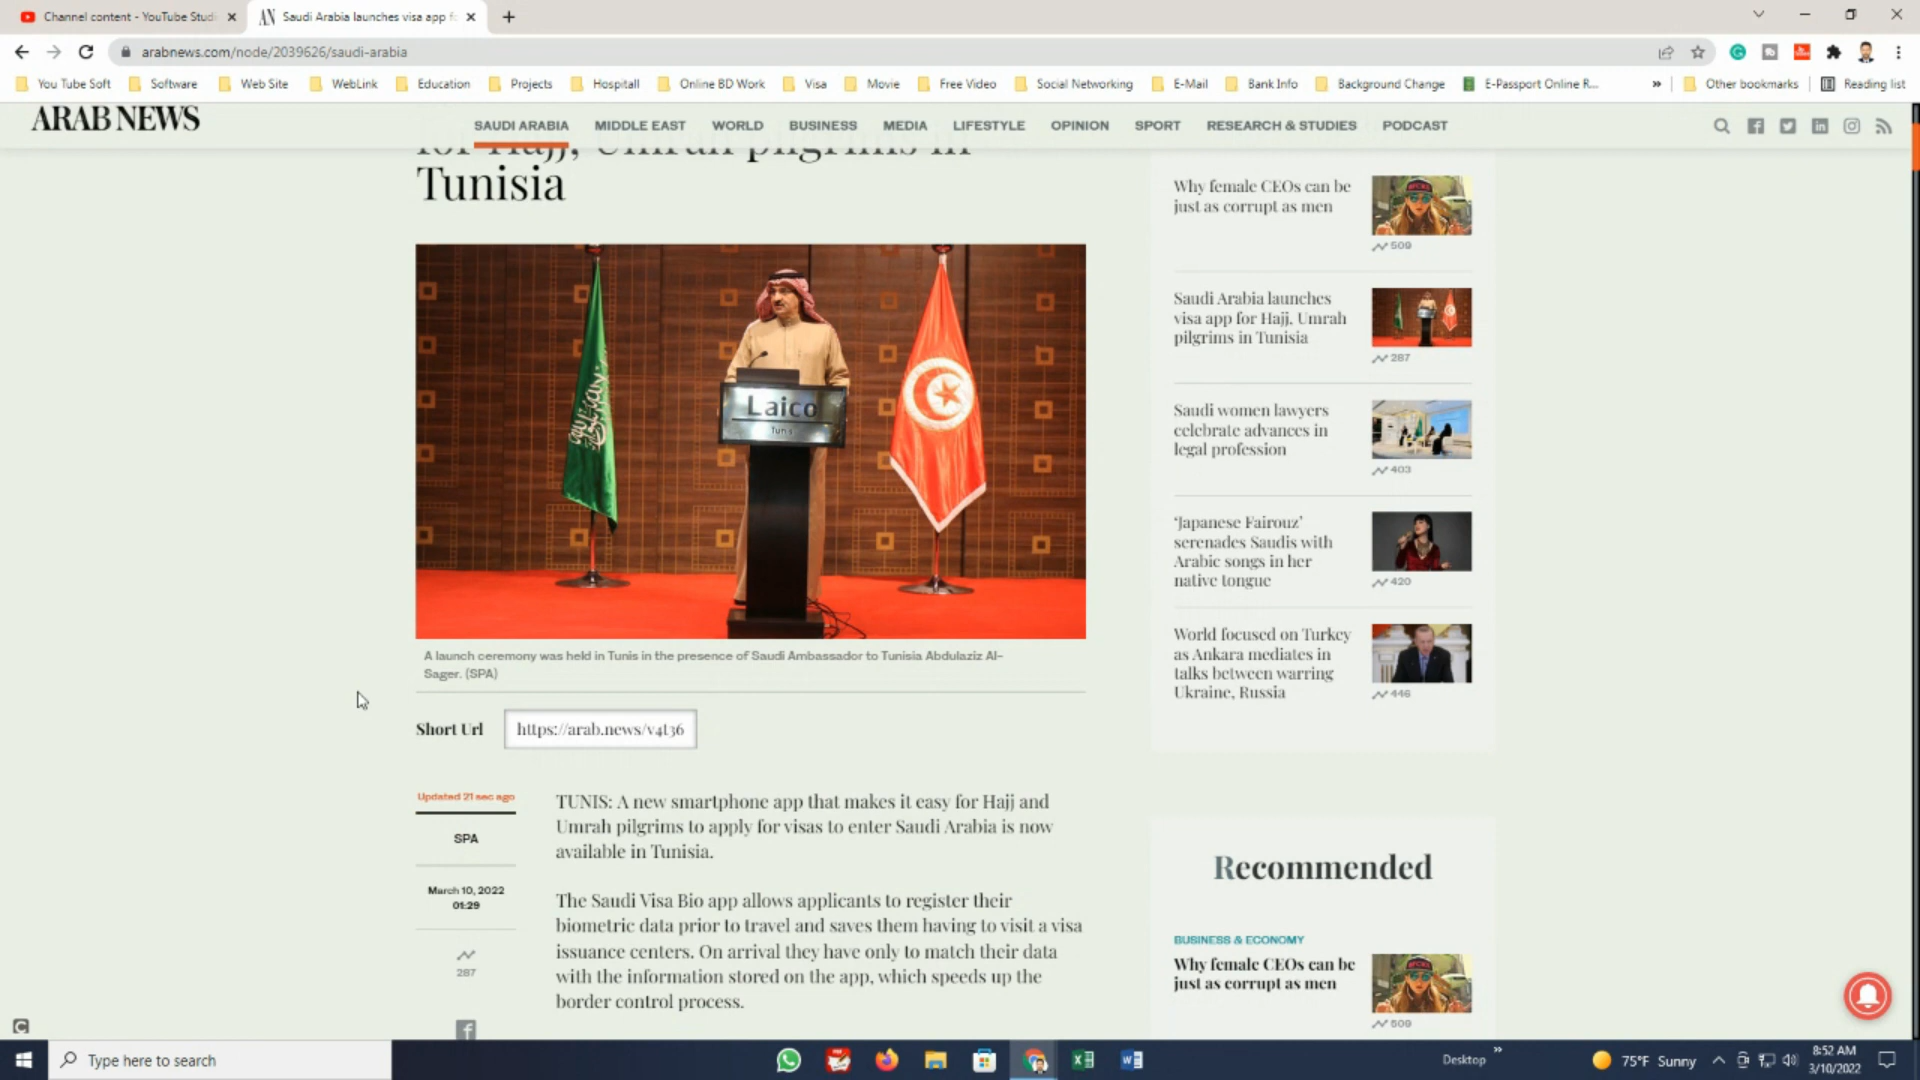 Channel content - YouTube Studi
Saudi Arabia launches visa app fo
arabnews.com/node/2039626/saudi-arabia
You Tube Soft
Software
Web Site
WebLink
Education
Projects
Hospitall
Online BD Work
Visa
Movie
Free Video
Social Networking
E-Mail
Bank Info
Background Change
E-Passport Online R...
Other bookmarks
Reading list
ARAB NEWS
SAUDI ARABIA
MIDDLE EAST
WORLD
BUSINESS
MEDIA
LIFESTYLE
OPINION
SPORT
RESEARCH & STUDIES
PODCAST
for Hajj, Umrah pilgrims in
Tunisia
Laico
Tunis
A launch ceremony was held in Tunis in the presence of Saudi Ambassador to Tunisia Abdulaziz Al-
Sager. (SPA)
Short Url
https://arab.news/v4t36
Updated 21 sec ago
SPA
March 10, 2022
01:29
287
TUNIS: A new smartphone app that makes it easy for Hajj and
Umrah pilgrims to apply for visas to enter Saudi Arabia is now
available in Tunisia.
The Saudi Visa Bio app allows applicants to register their
biometric data prior to travel and saves them having to visit a visa
issuance centers. On arrival they have only to match their data
with the information stored on the app, which speeds up the
border control process.
Why female CEOs can be
just as corrupt as men
509
Saudi Arabia launches
visa app for Hajj, Umrah
pilgrims in Tunisia
287
Saudi women lawyers
celebrate advances in
legal profession
403
‘Japanese Fairouz’
serenades Saudis with
Arabic songs in her
native tongue
420
World focused on Turkey
as Ankara mediates in
talks between warring
Ukraine, Russia
446
Recommended
BUSINESS & ECONOMY
Why female CEOs can be
just as corrupt as men
509
Type here to search
Desktop
75°F Sunny
8:52 AM
3/10/2022